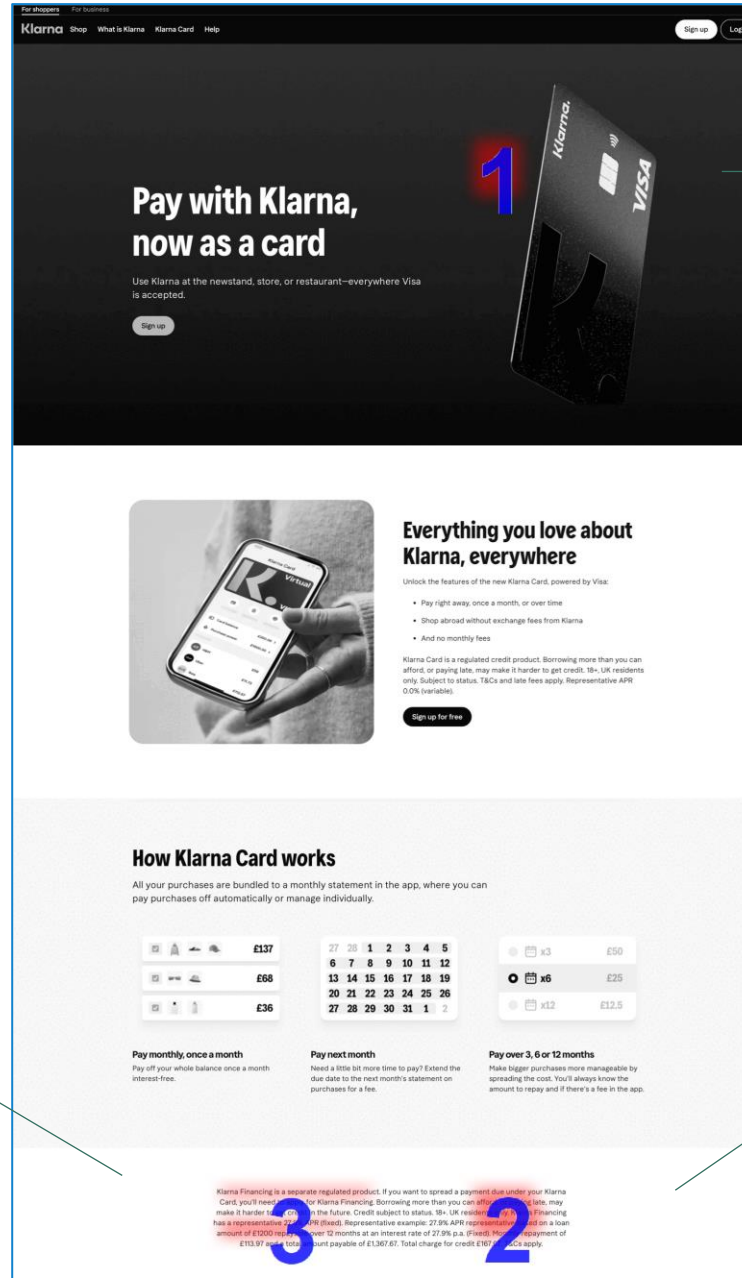 For shoppers For business
Klarna Shop What is Klarna Klarna Card Help Sign up Log
1
Klarna.
VISA
K.
Pay with Klarna,
now as a card
Use Klarna at the newstand, store, or restaurant—everywhere Visa
is accepted.
Sign up
Klarna Card
K. Virtual
Everything you love about
Klarna, everywhere
Unlock the features of the new Klarna Card, powered by Visa:
• Pay right away, once a month, or over time
• Shop abroad without exchange fees from Klarna
• And no monthly fees
Klarna Card is a regulated credit product. Borrowing more than you can
afford, or paying late, may make it harder to get credit. 18+, UK residents
only. Subject to status. T&Cs and late fees apply. Representative APR
0.0% (variable).
Sign up for free
How Klarna Card works
All your purchases are bundled to a monthly statement in the app, where you can
pay purchases off automatically or manage individually.
£137
£68
£36
27 28 1 2 3 4 5
6 7 8 9 10 11 12
13 14 15 16 17 18 19
20 21 22 23 24 25 26
27 28 29 30 31 1 2
x3 £50
x6 £25
x12 £12.5
Pay monthly, once a month
Pay off your whole balance once a month
interest-free.
Pay next month
Need a little bit more time to pay? Extend the
due date to the next month's statement on
purchases for a fee.
Pay over 3, 6 or 12 months
Make bigger purchases more manageable by
spreading the cost. You'll always know the
amount to repay and if there's a fee in the app.
Klarna Financing is a separate regulated product. If you want to spread a payment due under your Klarna
Card, you'll need for Klarna Financing. Borrowing more than you can late, may
make it harder to get credit in the future. Credit subject to status. 18+. UK Financing
has a representative 27.9% APR (fixed). Representative example: 27.9% APR on a loan
amount of £1200 over 12 months at an interest rate of 27.9% p.a. (Fixed). repayment of
£113.97 and a total amount payable of £1,367.67. Total charge for credit T&Cs apply.
3 2